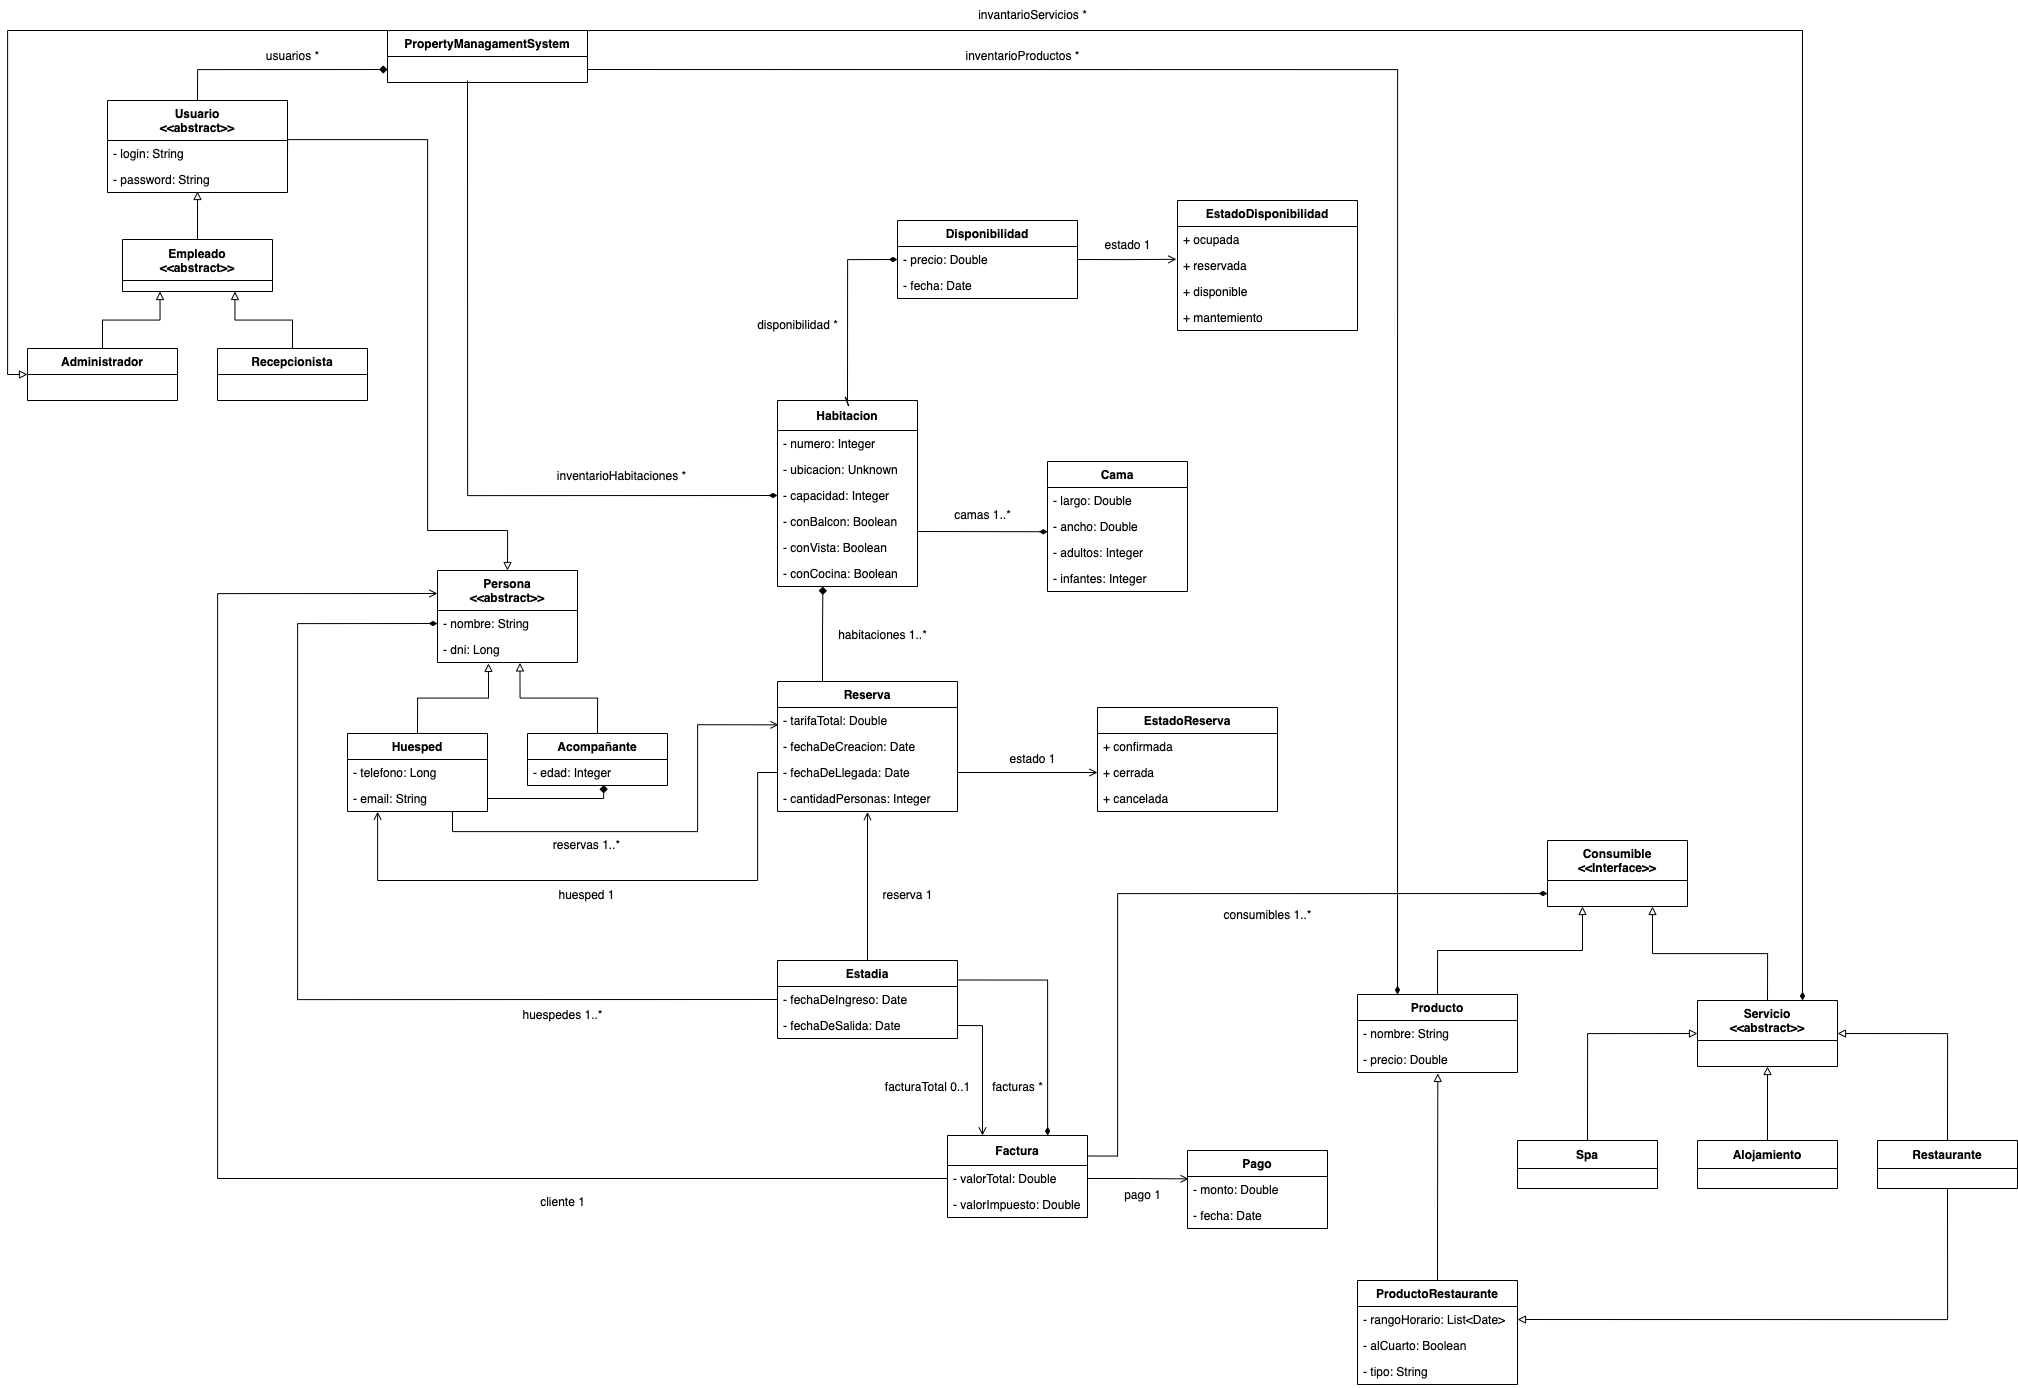 invantarioServicios *
PropertyManagamentSystem
usuarios *
inventarioProductos *
Usuario
<<abstract>>
- login: String
- password: String
Empleado
<<abstract>>
Administrador
Recepcionista
Disponibilidad
- precio: Double
- fecha: Date
estado 1
EstadoDisponibilidad
+ ocupada
+ reservada
+ disponible
+ mantemiento
disponibilidad *
Habitacion
- numero: Integer
- ubicacion: Unknown
- capacidad: Integer
- conBalcon: Boolean
- conVista: Boolean
- conCocina: Boolean
inventarioHabitaciones *
camas 1..*
Cama
- largo: Double
- ancho: Double
- adultos: Integer
- infantes: Integer
Persona
<<abstract>>
- nombre: String
- dni: Long
habitaciones 1..*
Huesped
- telefono: Long
- email: String
Acompañante
- edad: Integer
Reserva
- tarifaTotal: Double
- fechaDeCreacion: Date
- fechaDeLlegada: Date
- cantidadPersonas: Integer
estado 1
EstadoReserva
+ confirmada
+ cerrada
+ cancelada
reservas 1..*
huesped 1
reserva 1
Consumible
<<Interface>>
consumibles 1..*
Estadia
- fechaDeIngreso: Date
- fechaDeSalida: Date
huespedes 1..*
Producto
- nombre: String
- precio: Double
Servicio
<<abstract>>
facturaTotal 0..1
facturas *
Factura
- valorTotal: Double
- valorImpuesto: Double
cliente 1
pago 1
Pago
- monto: Double
- fecha: Date
Spa
Alojamiento
Restaurante
ProductoRestaurante
- rangoHorario: List<Date>
- alCuarto: Boolean
- tipo: String